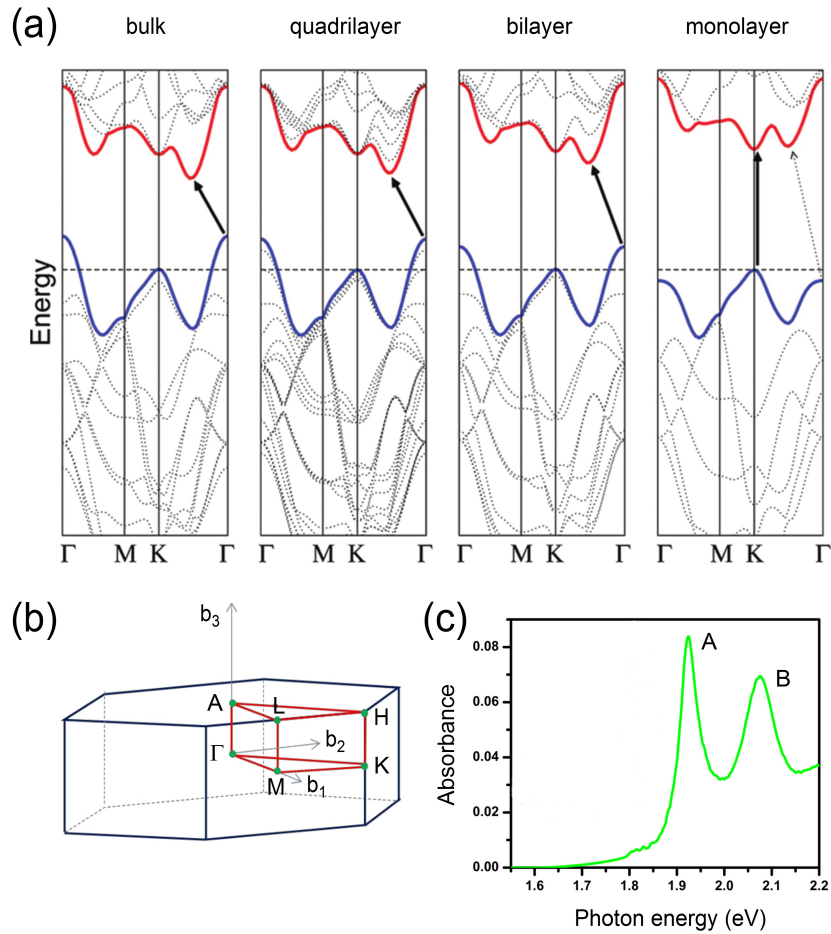 (a)
bulk quadrilayer bilayer monolayer
Energy
Γ M K Γ Γ M K Γ Γ M K Γ Γ M K Γ
(b)
b3
A L H
Γ b2
K
M b1
(c)
A
B
Absorbance
0.08
0.06
0.04
0.02
0.00
1.6 1.7 1.8 1.9 2.0 2.1 2.2
Photon energy (eV)